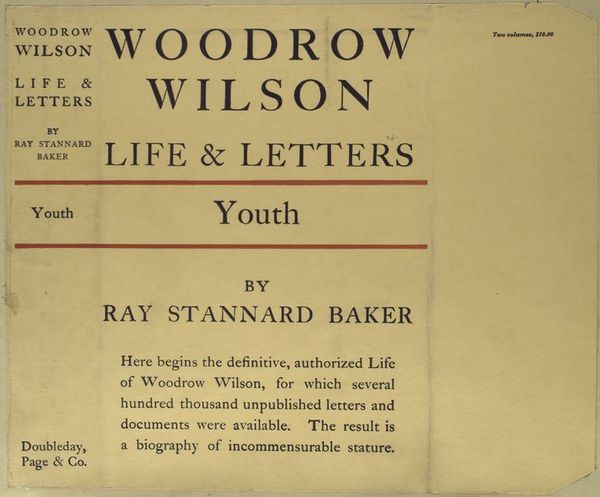 WOODROW
WILSON
LIFE &
LETTERS
BY
RAY STANNARD
BAKER
Youth
Doubleday,
Page & Co.
WOODROW
WILSON
LIFE & LETTERS
Youth
BY
RAY STANNARD BAKER
Here begins the definitive, authorized Life
of Woodrow Wilson, for which several
hundred thousand unpublished letters and
documents were available. The result is
a biography of incommensurable stature.
Two volumes, $10.00